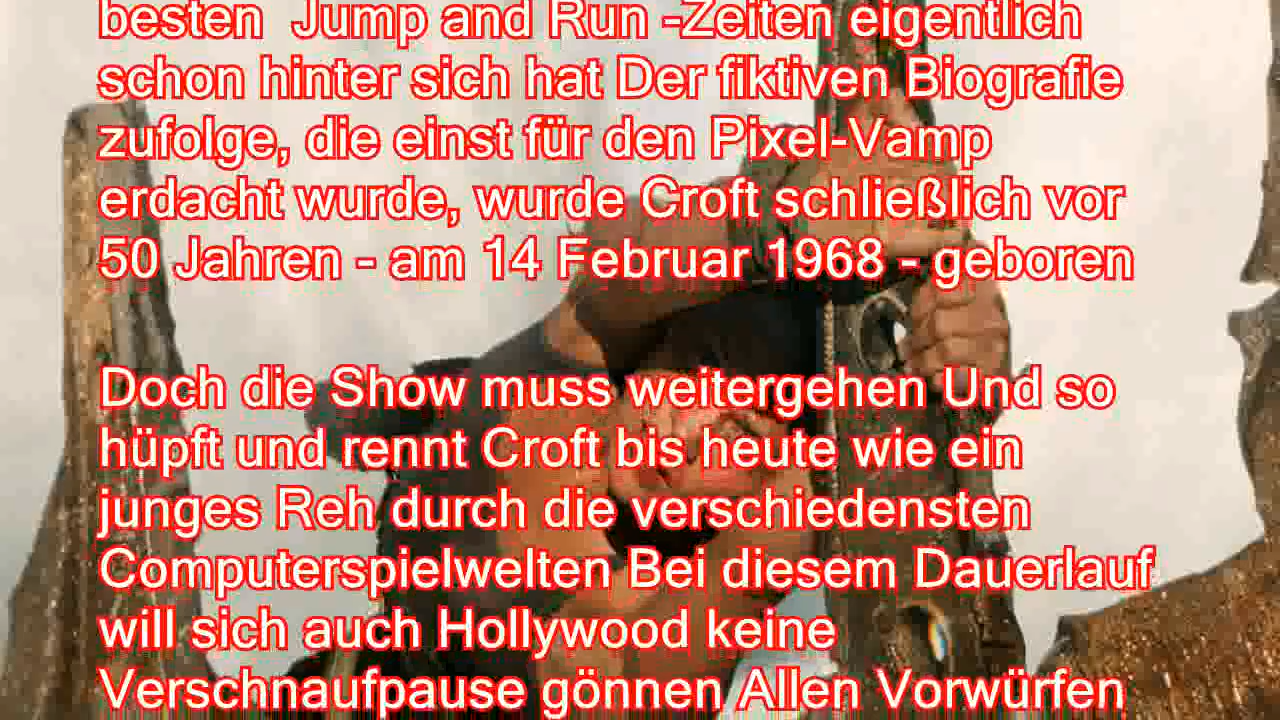 besten  Jump and Run -Zeiten eigentlich
schon hinter sich hat Der fiktiven Biografie
zufolge, die einst für den Pixel-Vamp
erdacht wurde, wurde Croft schließlich vor
50 Jahren - am 14 Februar 1968 - geboren

Doch die Show muss weitergehen Und so
hüpft und rennt Croft bis heute wie ein
junges Reh durch die verschiedensten
Computerspielwelten Bei diesem Dauerlauf
will sich auch Hollywood keine
Verschnaufpause gönnen Allen Vorwürfen